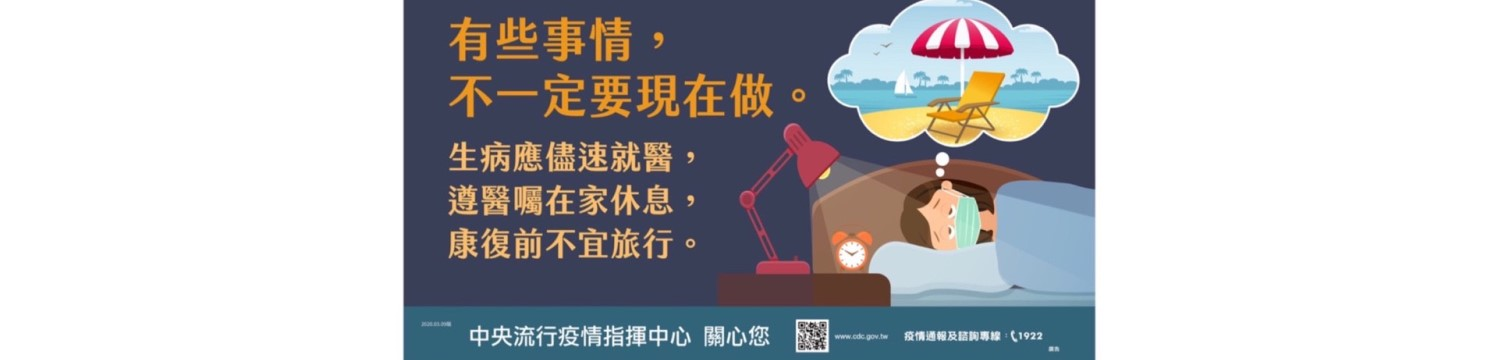 有些事情，
不一定要現在做。
生病應儘速就醫，
遵醫囑在家休息，
康復前不宜旅行。
中央流行疫情指揮中心 關心您
www.cdc.gov.tw
疫情通報及諮詢專線：1922
廣告